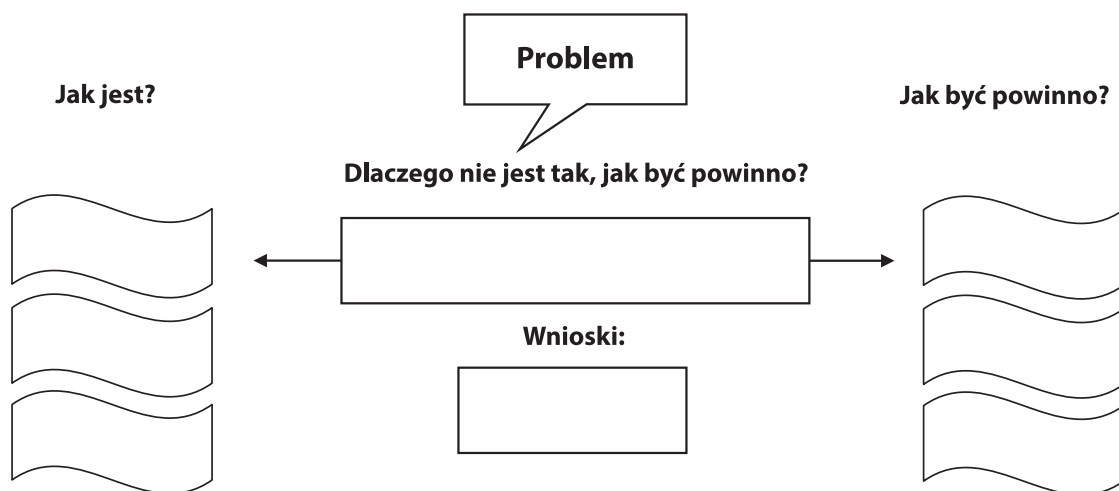 Problem
Jak jest?
Jak być powinno?
Dlaczego nie jest tak, jak być powinno?
Wnioski: